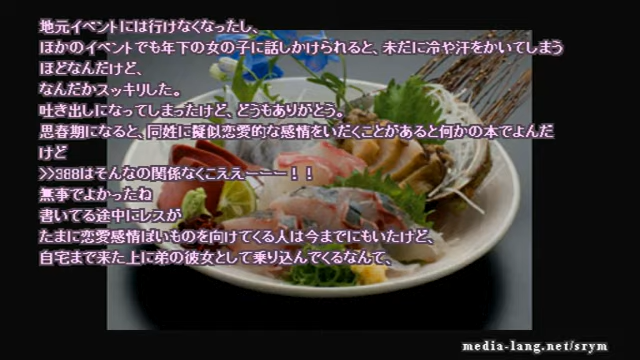 地元イベントには行けなくなったし、
ほかのイベントでも年下の女の子に話しかけられると、未だに冷や汗をかいてしまう
ほどなんだけど、
なんだかスッキリした。
吐き出しになってしまったけど、どうもありがとう。
思春期になると、同姓に疑似恋愛的な感情をいだくことがあると何かの本でよんだ
けど
>>388はそんなの関係なくこええーーー！！
無事でよかったね
書いてる途中にレスが
たまに恋愛感情ぽいものを向けてくる人は今までにもいたけど、
自宅まで来た上に弟の彼女として乗り込んでくるなんて、
media-lang.net/srym